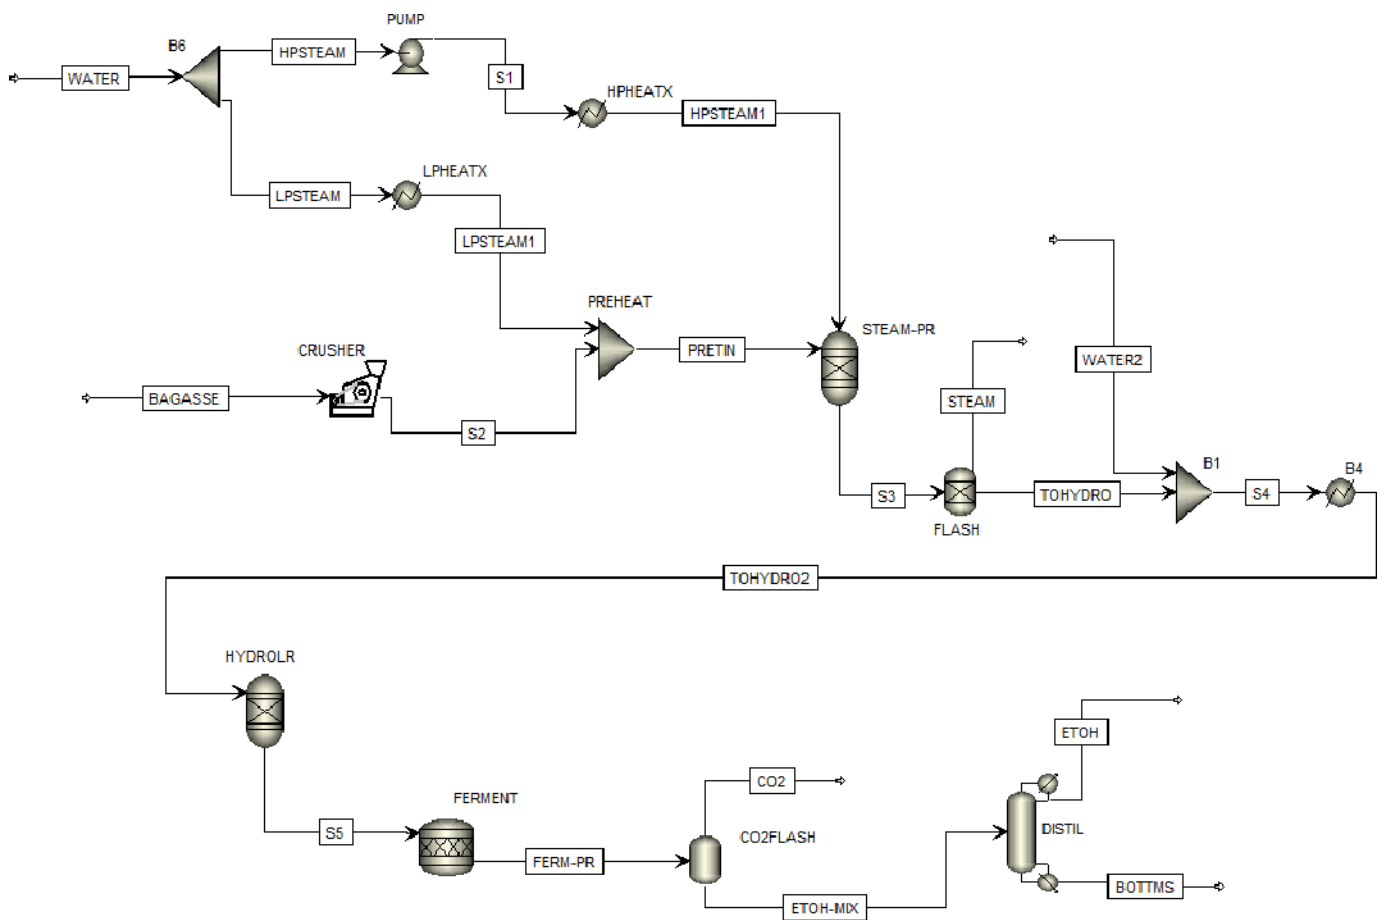 PUMP
B6
HPSTEAM
WATER
S1
HPHEATX
HPSTEAM1
LPHEATX
LPSTEAM
LPSTEAM1
PREHEAT
STEAM-PR
CRUSHER
PRETIN
WATER2
BAGASSE
STEAM
S2
B1
B4
S3
TOHYDRO
S4
FLASH
TOHYDRO2
HYDROLR
ETOH
CO2
FERMENT
S5
CO2FLASH
DISTIL
FERM-PR
BOTTMS
ETOH-MIX